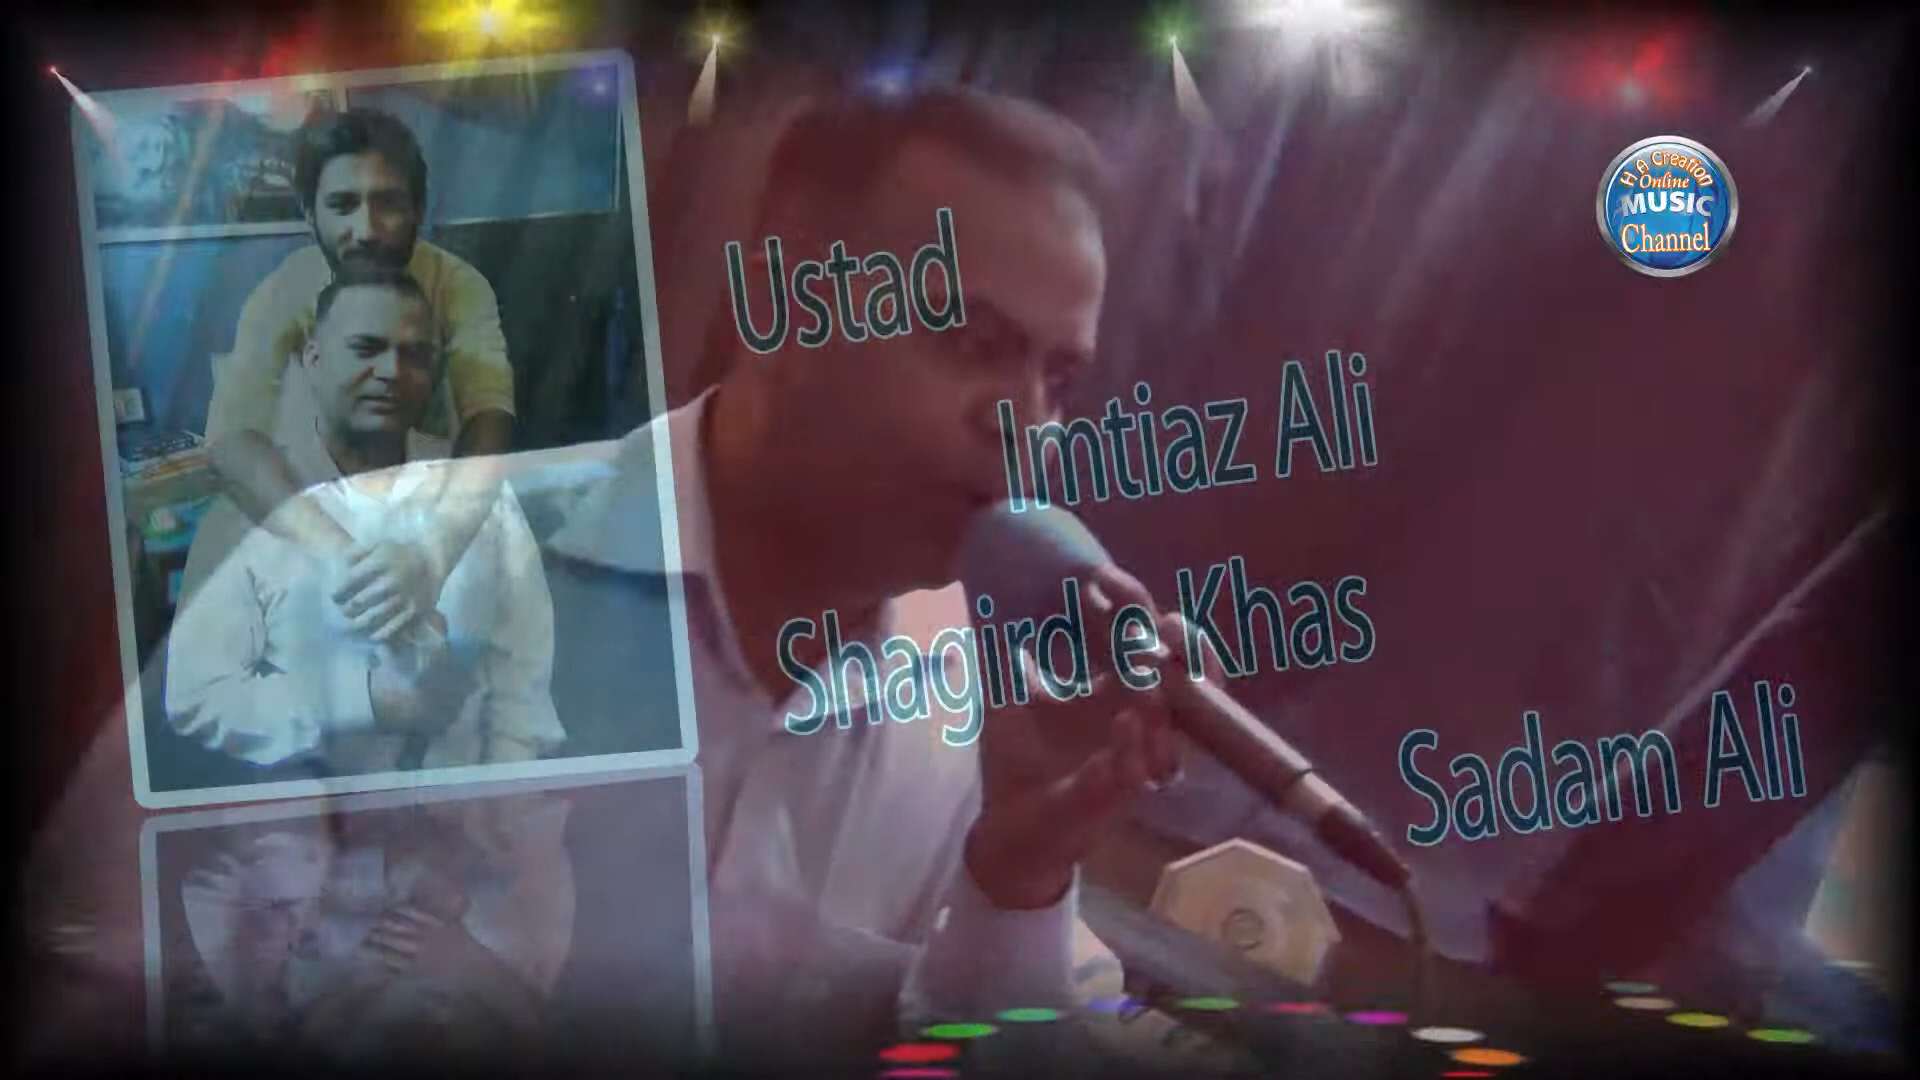 Ustad
Imtiaz Ali
Shagird e Khas
Sadam Ali
H A Creation
Online
MUSIC
Channel